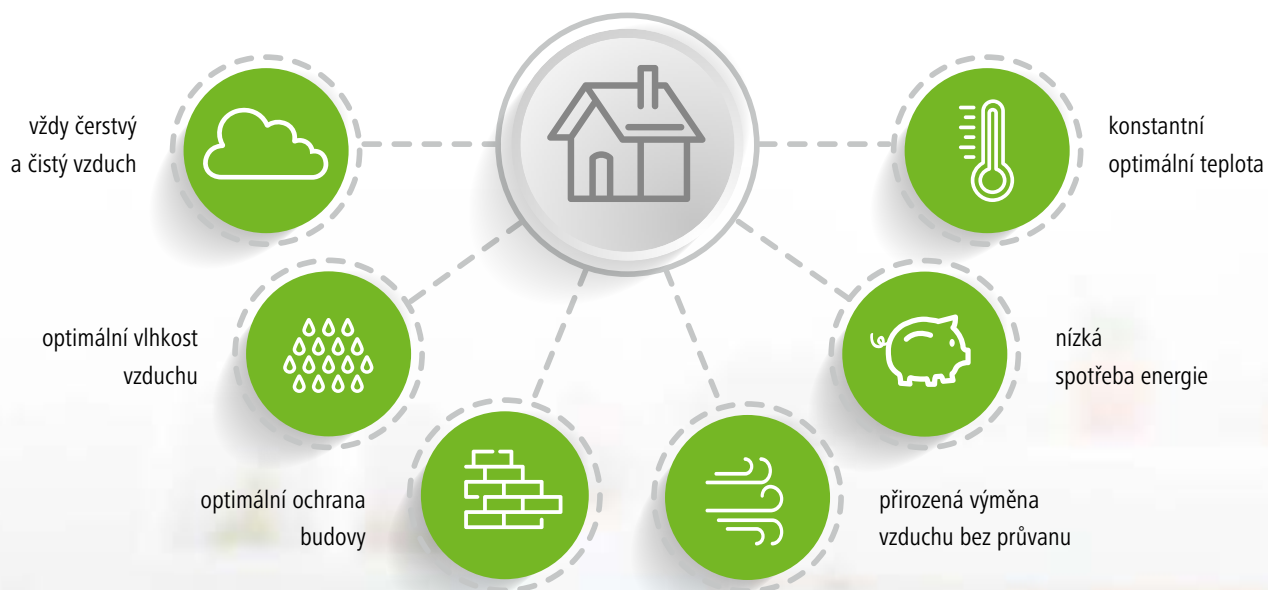 vždy čerstvý
a čistý vzduch
konstantní
optimální teplota
optimální vlhkost
vzduchu
nízká
spotřeba energie
optimální ochrana
budovy
přirozená výměna
vzduchu bez průvanu